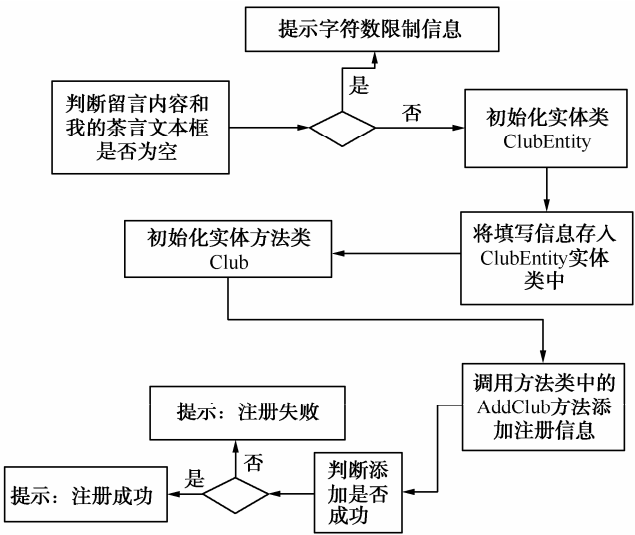 提示字符数限制信息
是
判断留言内容和
我的茶言文本框
是否为空
否
初始化实体类
ClubEntity
将填写信息存入
ClubEntity实体
类中
初始化实体方法类
Club
调用方法类中的
AddClub方法添
加注册信息
提示：注册失败
否
判断添
加是否
成功
是
提示：注册成功